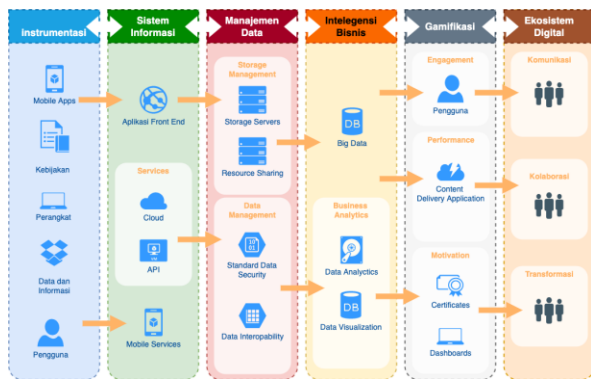 Instrumentasi
Mobile Apps
Kebijakan
Perangkat
Data dan
Informasi
Pengguna
Sistem
Informasi
Aplikasi Front End
Services
Cloud
API
Mobile Services
Manajemen
Data
Storage
Management
Storage Servers
Resource Sharing
Data
Management
Standard Data
Security
Data Interopability
Intelegensi
Bisnis
DB
Big Data
Business
Analytics
Data Analyctics
DB
Data Visualization
Gamifikasi
Engagement
Pengguna
Performance
Content
Delivery Application
Motivation
Certificates
Dashboards
Ekosistem
Digital
Komunikasi
Kolaborasi
Transformasi